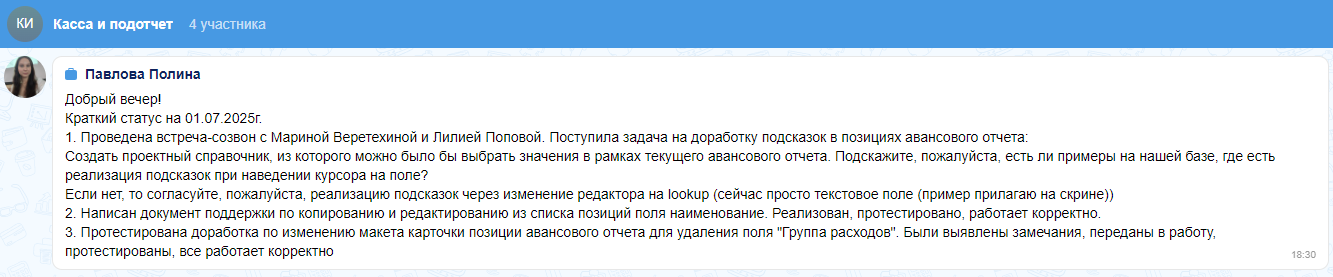 КИ
Касса и подотчет 4 участника
Павлова Полина
Добрый вечер!
Краткий статус на 01.07.2025г.
1. Проведена встреча-созвон с Мариной Веретехиной и Лилией Поповой. Поступила задача на доработку подсказок в позициях авансового отчета:
Создать проектный справочник, из которого можно было бы выбрать значения в рамках текущего авансового отчета. Подскажите, пожалуйста, есть ли примеры на нашей базе, где есть
реализация подсказок при наведении курсора на поле?
Если нет, то согласуйте, пожалуйста, реализацию подсказок через изменение редактора на lookup (сейчас просто текстовое поле (пример прилагаю на скрине))
2. Написан документ поддержки по копированию и редактированию из списка позиций поля наименование. Реализован, протестировано, работает корректно.
3. Протестирована доработка по изменению макета карточки позиции авансового отчета для удаления поля "Группа расходов". Были выявлены замечания, переданы в работу,
протестированы, все работает корректно
18:30